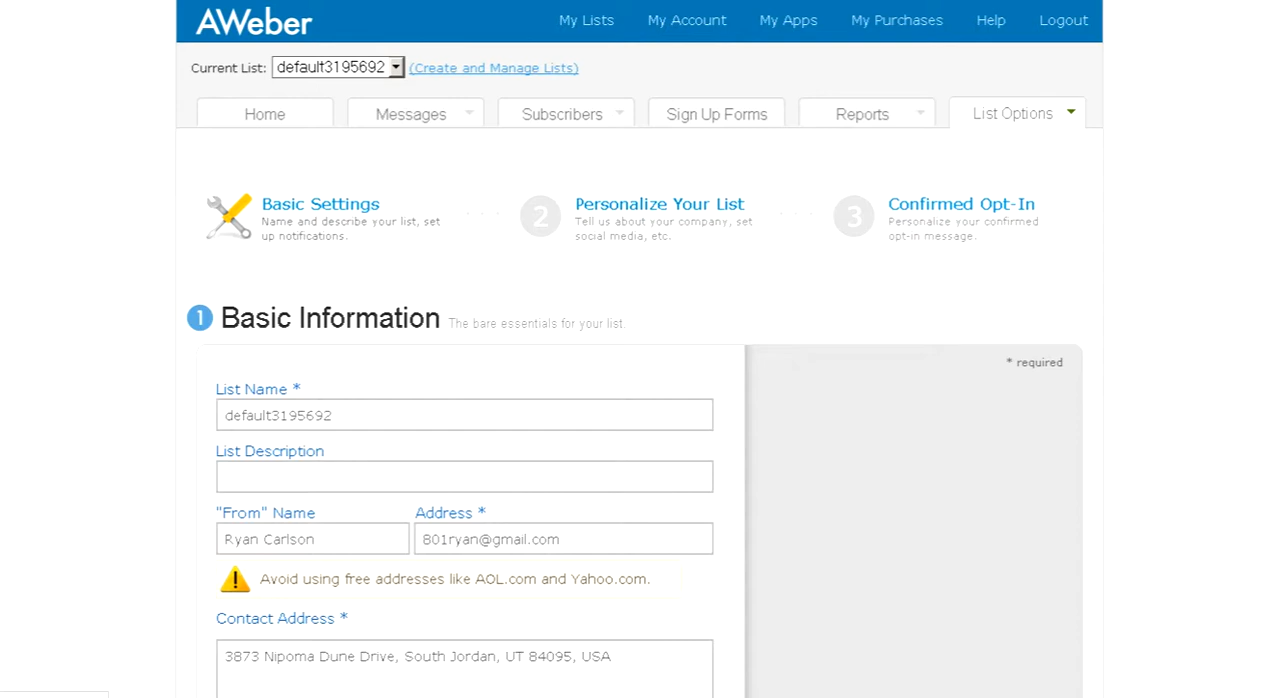 AWeber
My Lists My Account My Apps My Purchases Help Logout
Current List: default3195692 (Create and Manage Lists)
Home Messages Subscribers Sign Up Forms Reports List Options
Basic Settings
Name and describe your list, set
up notifications.
2
Personalize Your List
Tell us about your company, set
social media, etc.
3
Confirmed Opt-In
Personalize your confirmed
opt-in message.
1 Basic Information The bare essentials for your list.
* required
List Name *
default3195692
List Description
"From" Name Address *
Ryan Carlson 801ryan@gmail.com
Avoid using free addresses like AOL.com and Yahoo.com.
Contact Address *
3873 Nipoma Dune Drive, South Jordan, UT 84095, USA